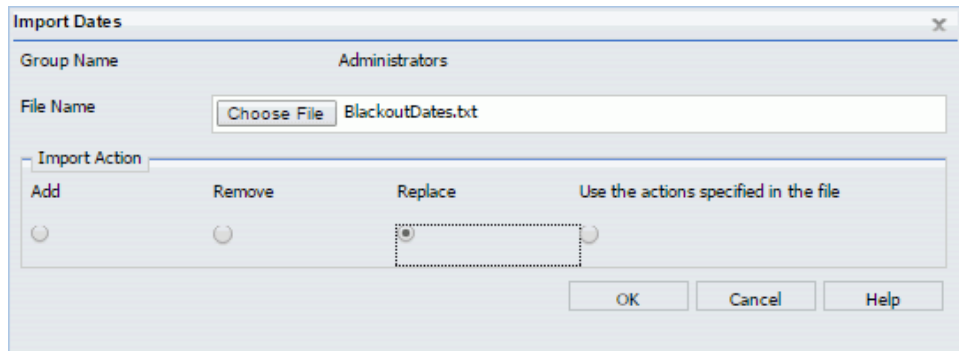 Import Dates
Group Name Administrators
File Name Choose File BlackoutDates.txt
Import Action
Add Remove Replace Use the actions specified in the file
OK Cancel Help